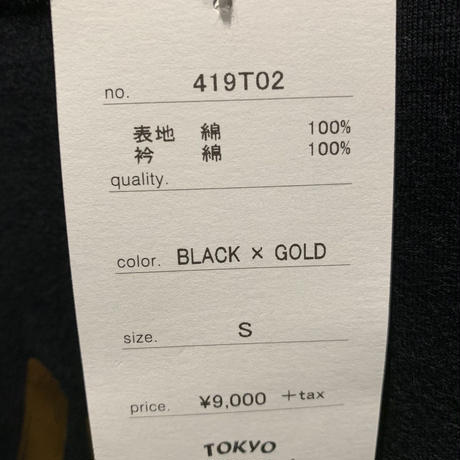 no. 419T02
表地 綿 100%
衿 綿 100%
quality.
color. BLACK × GOLD
size. S
price. ¥9,000 +tax
TOKYO